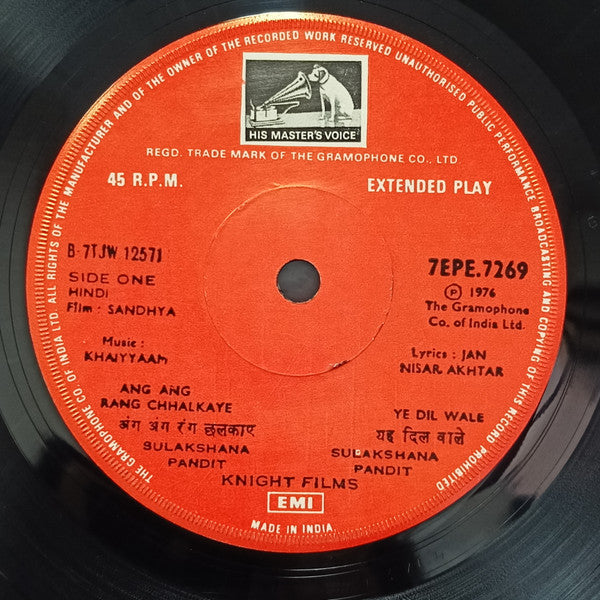 THE GRAMOPHONE CO. OF INDIA LTD. ALL RIGHTS OF THE MANUFACTURER AND OF THE OWNER OF THE RECORDED WORK RESERVED UNAUTHORISED PUBLIC PERFORMANCE BROADCASTING AND COPYING OF THIS RECORD PROHIBITED
HIS MASTER'S VOICE
REGD. TRADE MARK OF THE GRAMOPHONE CO., LTD.
45 R.P.M.
EXTENDED PLAY
B-7TJW 12571
SIDE ONE
HINDI
Film : SANDHYA
7EPE.7269
Ⓟ 1976
The Gramophone
Co. of India Ltd.
Music :
KHAIYYAAM
Lyrics : JAN
NISAR AKHTAR
ANG ANG
RANG CHHALKAYE
अंग अंग रंग छलकाए
SULAKSHANA
PANDIT
YE DIL WALE
यह दिल वाले
SULAKSHANA
PANDIT
KNIGHT FILMS
EMI
MADE IN INDIA.